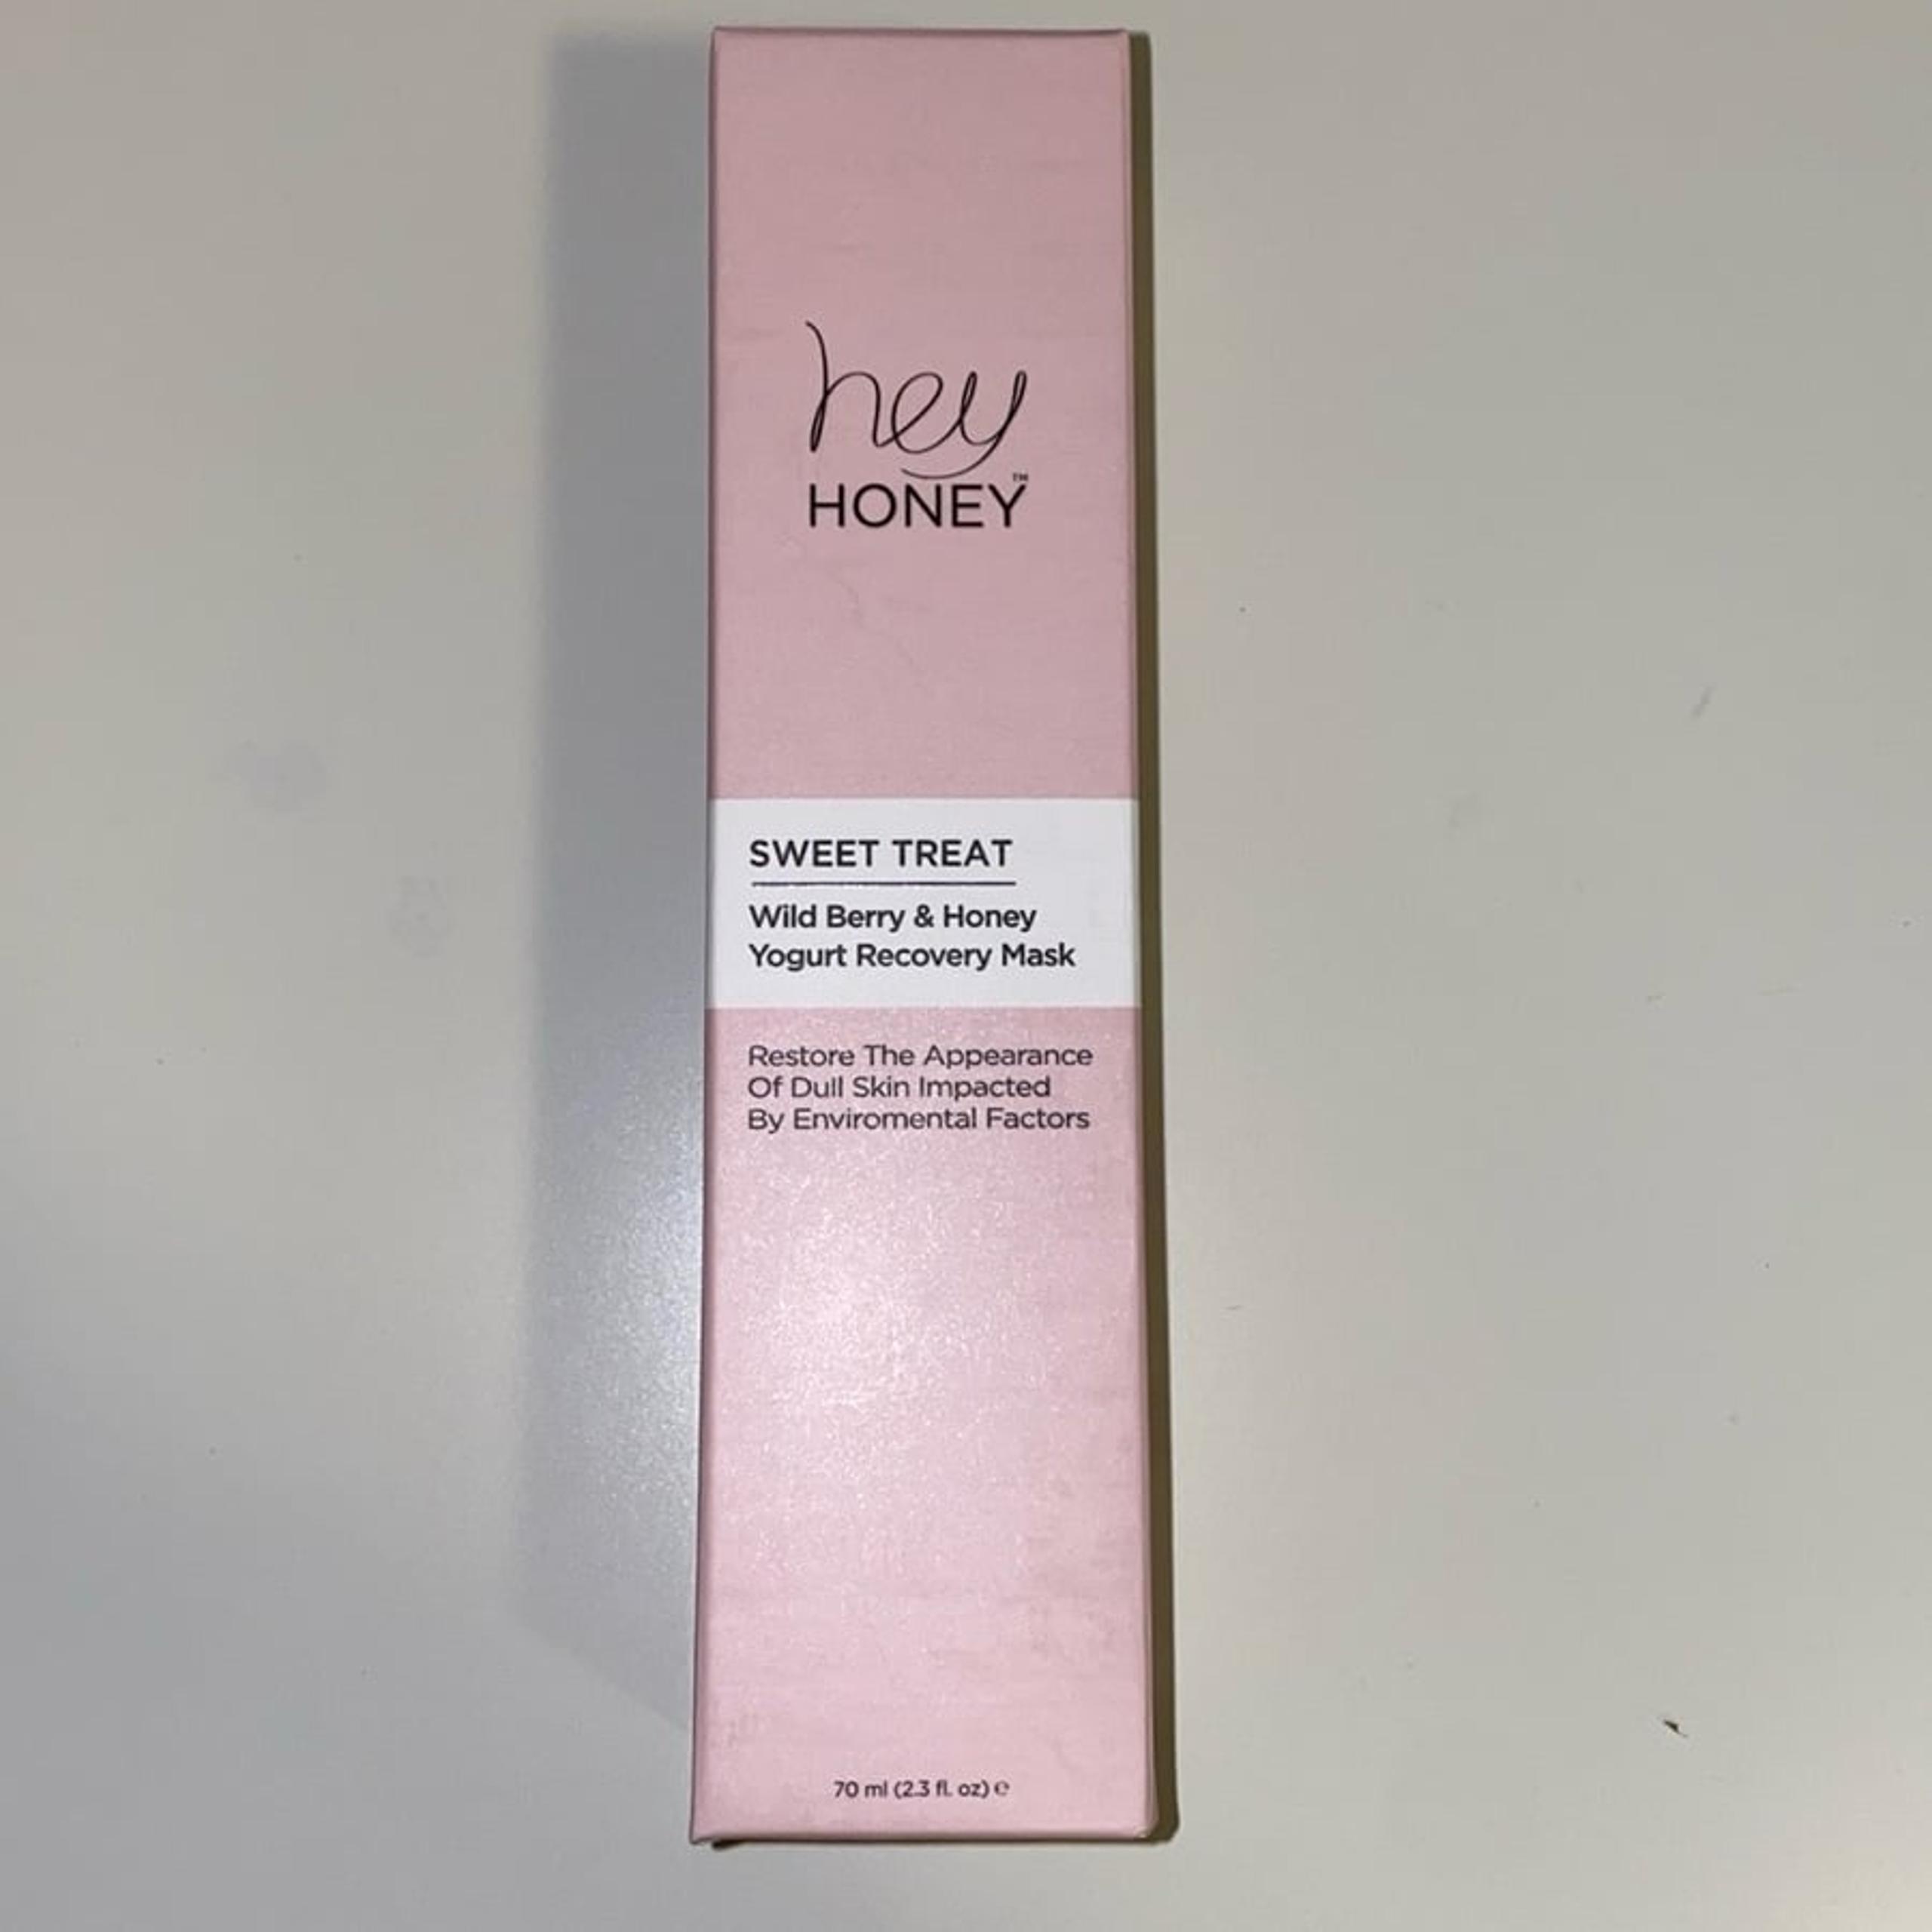 hey
HONEY™
SWEET TREAT
Wild Berry & Honey
Yogurt Recovery Mask
Restore The Appearance
Of Dull Skin Impacted
By Enviromental Factors
70 ml (2.3 fl. oz) ℮